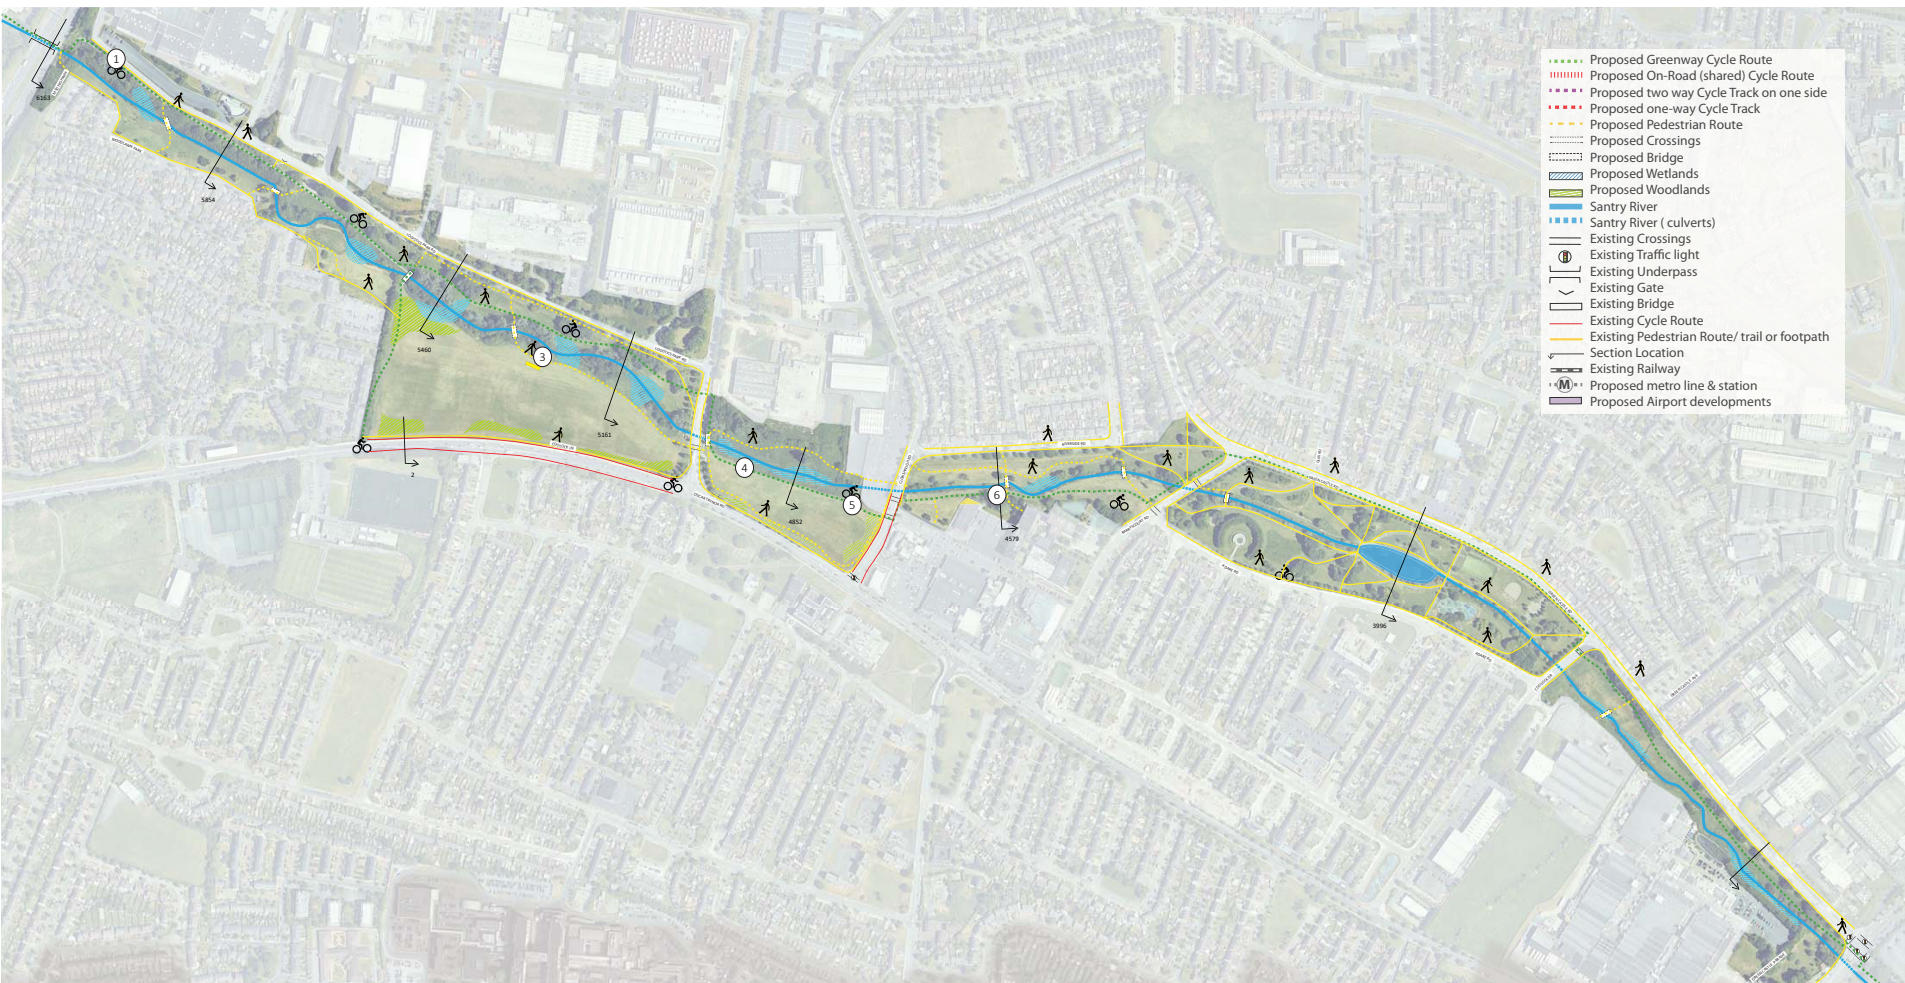 Proposed Greenway Cycle Route
Proposed On-Road (shared) Cycle Route
Proposed two way Cycle Track on one side
Proposed one-way Cycle Track
Proposed Pedestrian Route
Proposed Crossings
Proposed Bridge
Proposed Wetlands
Proposed Woodlands
Santry River
Santry River ( culverts)
Existing Crossings
Existing Traffic light
Existing Underpass
Existing Gate
Existing Bridge
Existing Cycle Route
Existing Pedestrian Route/ trail or footpath
Section Location
Existing Railway
M
Proposed metro line & station
Proposed Airport developments
1
6163
5854
5460
3
5161
2
4
4852
5
6
4579
3996